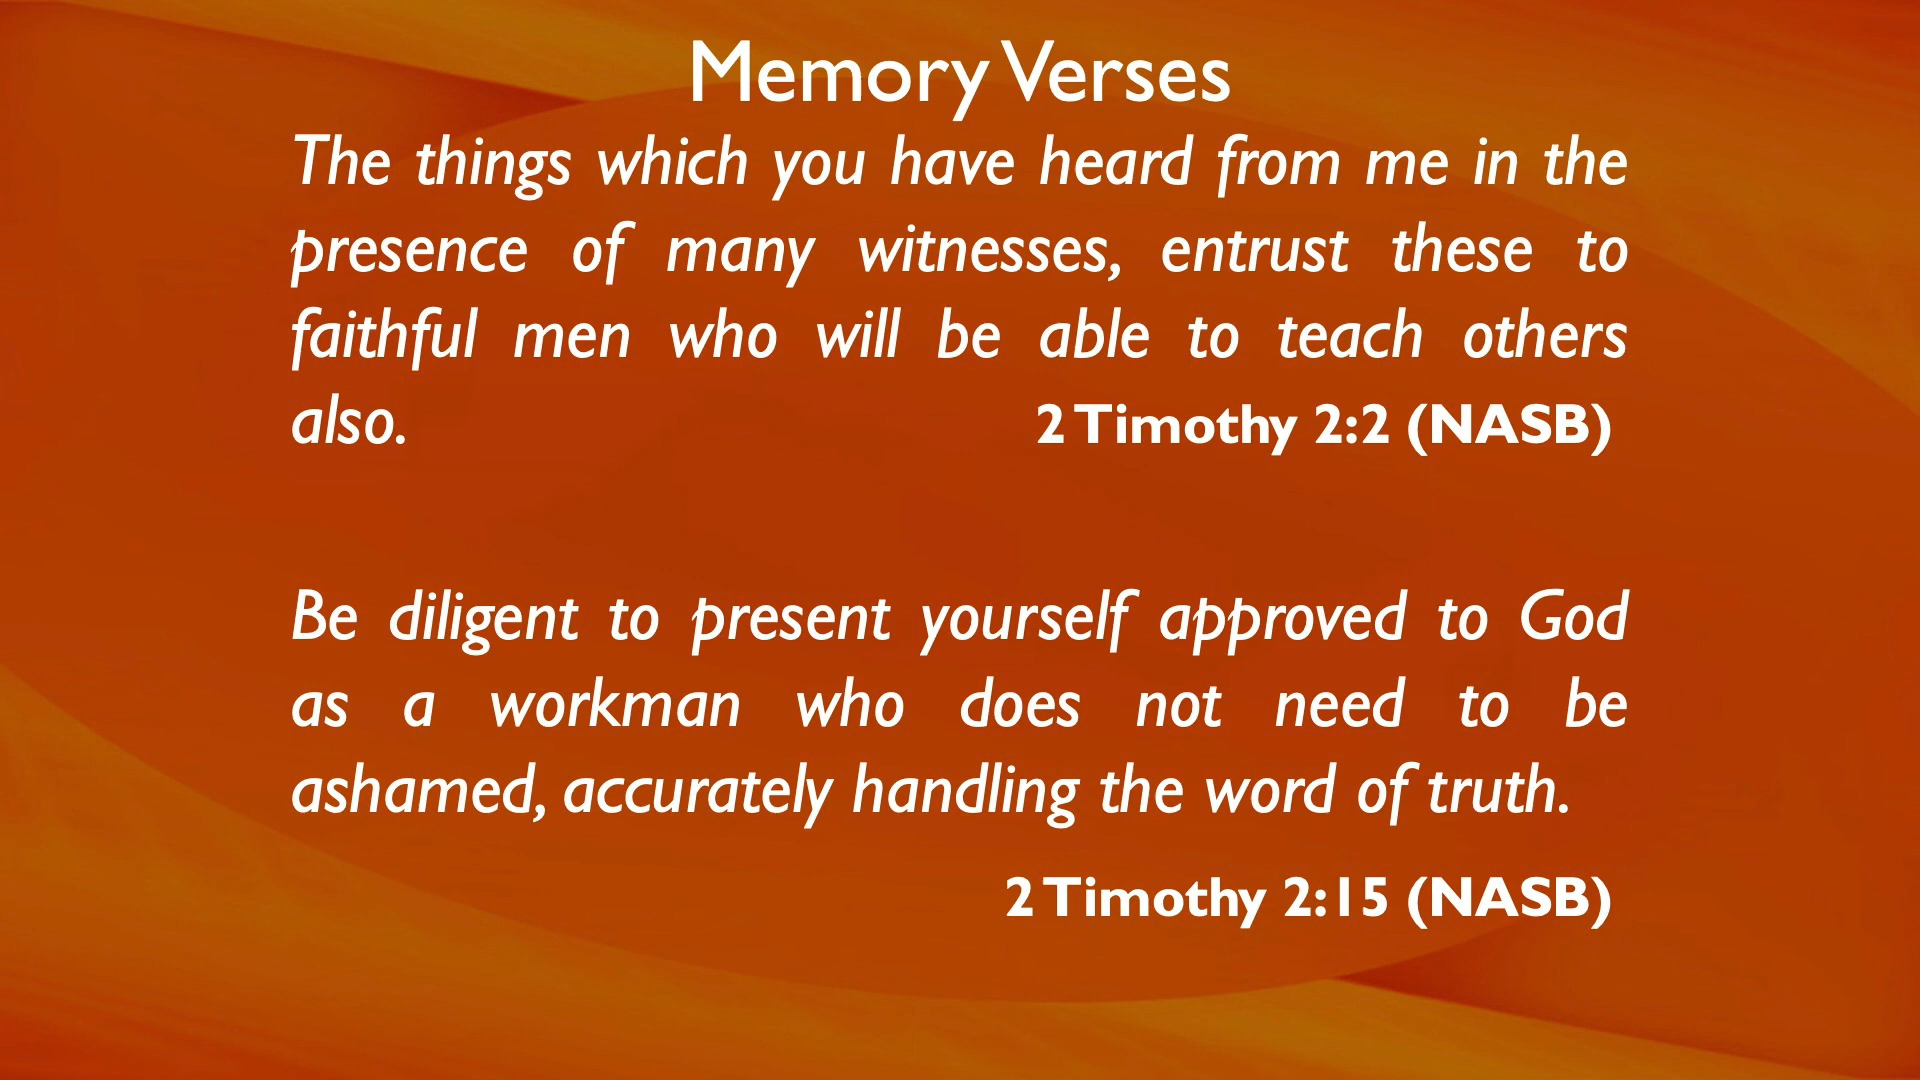 Memory Verses
The things which you have heard from me in the
presence of many witnesses, entrust these to
faithful men who will be able to teach others
also. 2 Timothy 2:2 (NASB)
Be diligent to present yourself approved to God
as a workman who does not need to be
ashamed, accurately handling the word of truth.
2 Timothy 2:15 (NASB)